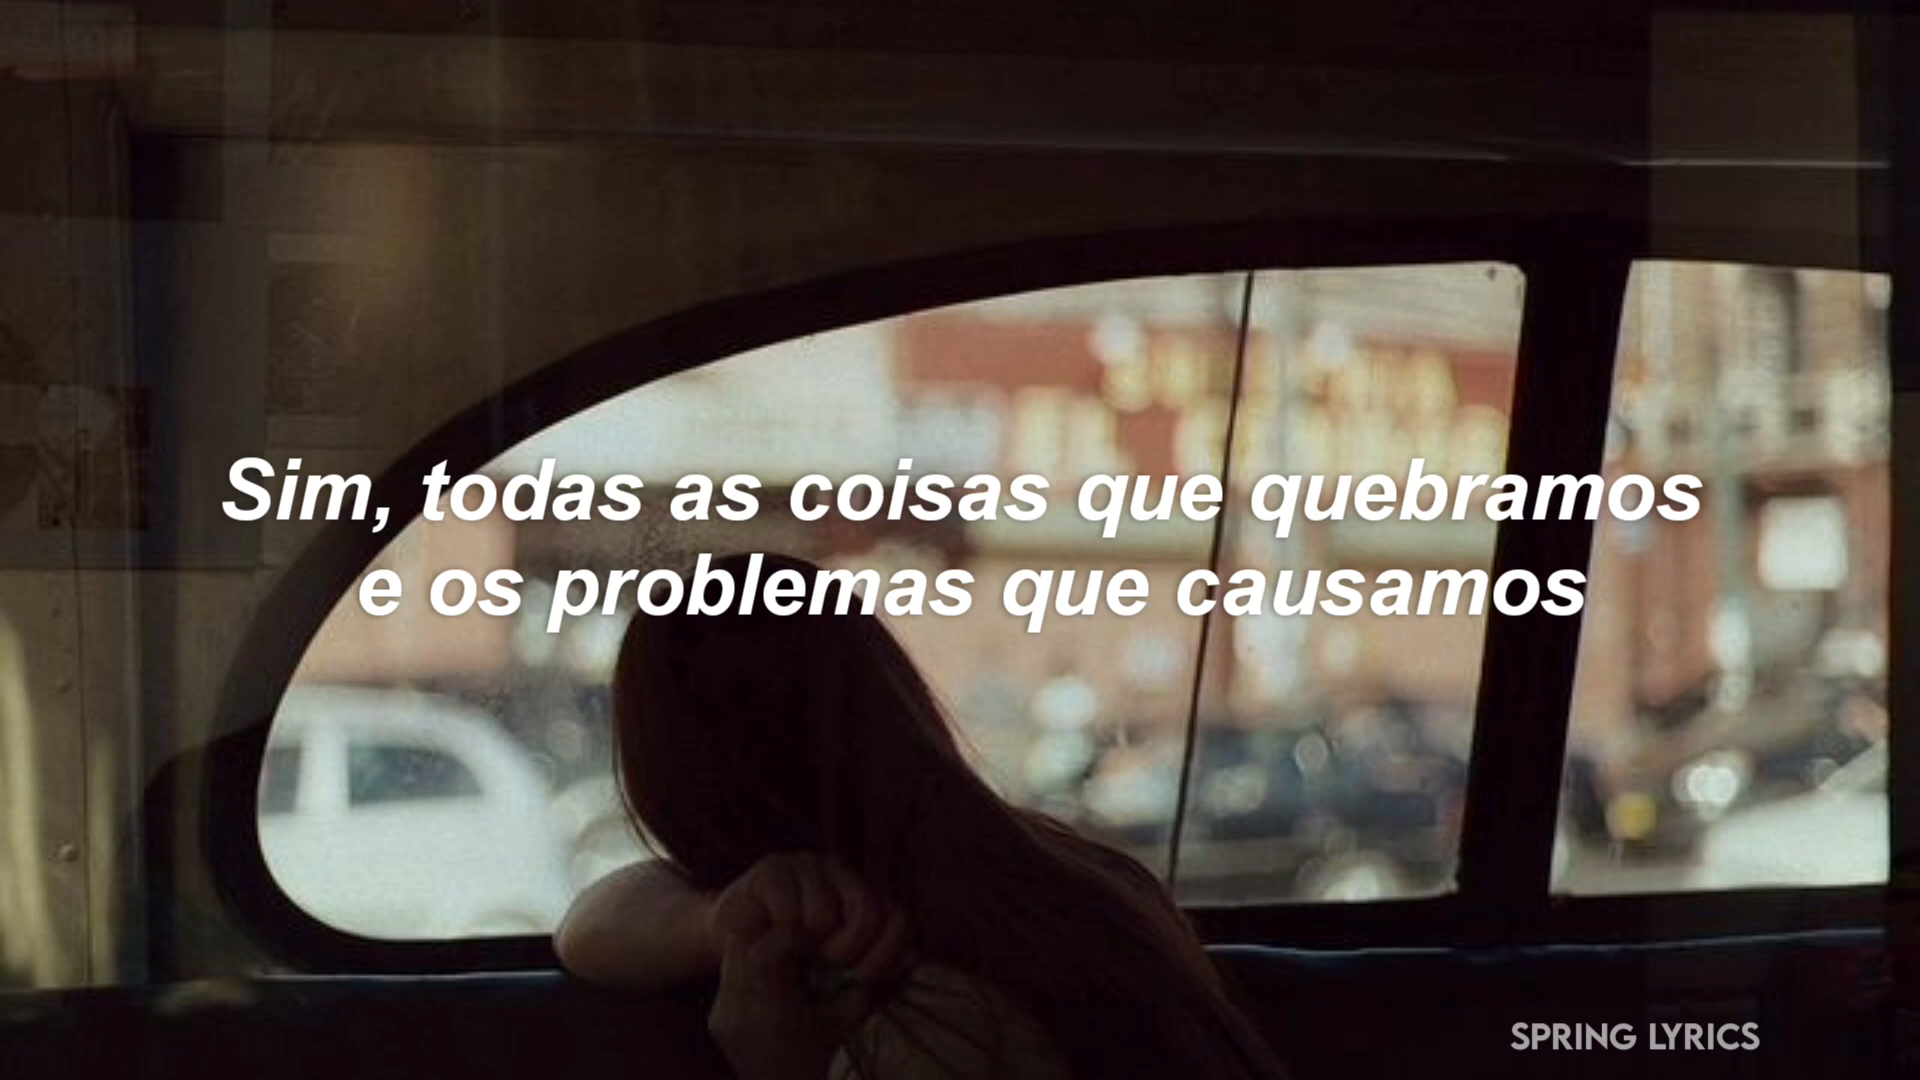 Sim, todas as coisas que quebramos
e os problemas que causamos
SPRING LYRICS